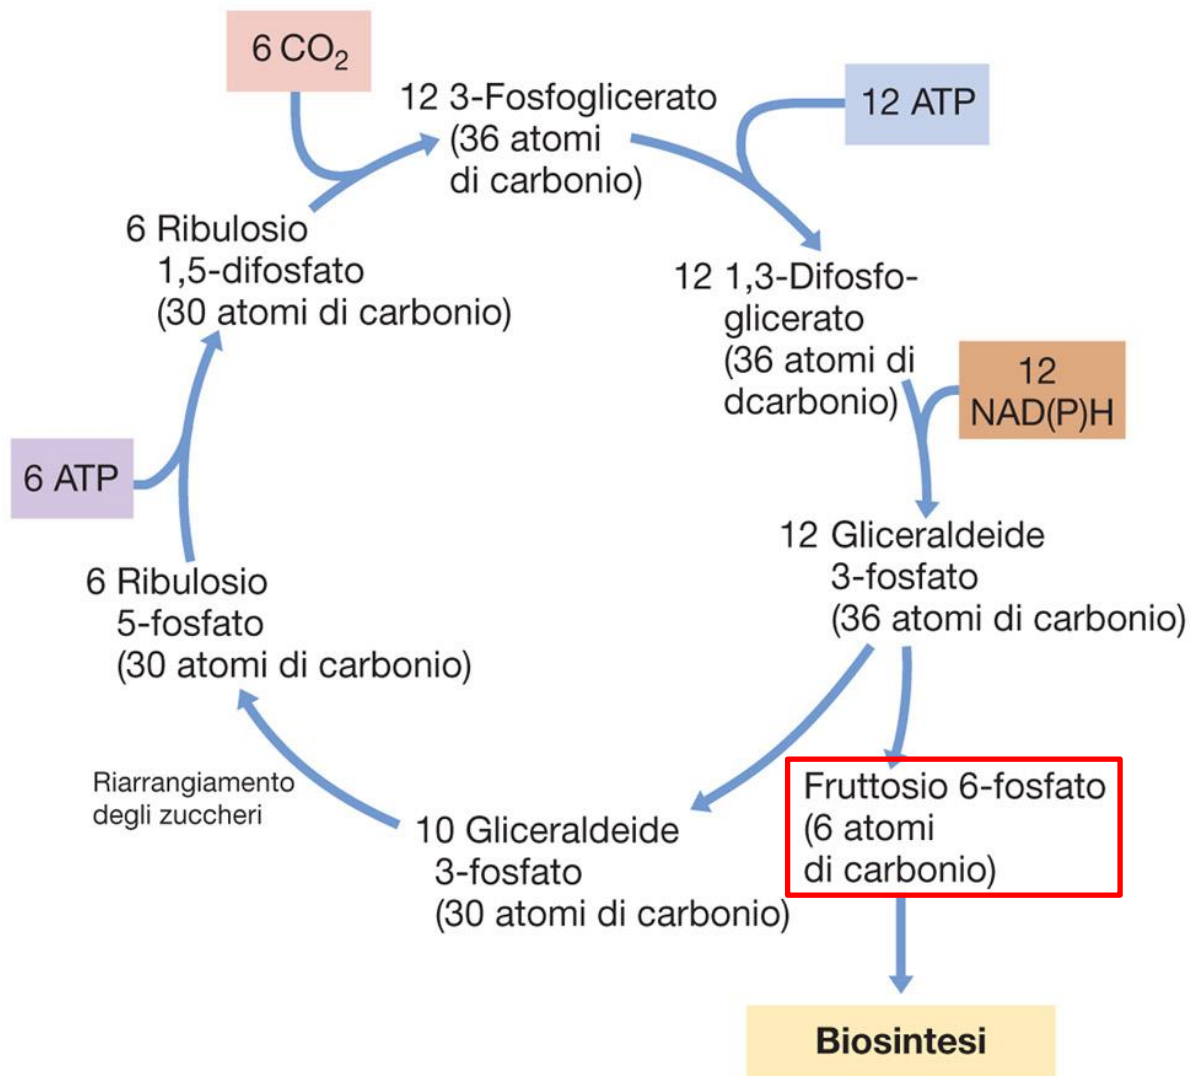 6 CO₂
12 3-Fosfoglicerato
(36 atomi
di carbonio)
12 ATP
6 Ribulosio
1,5-difosfato
(30 atomi di carbonio)
12 1,3-Difosfo-
glicerato
(36 atomi di
dcarbonio)
12
NAD(P)H
6 ATP
12 Gliceraldeide
3-fosfato
(36 atomi di carbonio)
6 Ribulosio
5-fosfato
(30 atomi di carbonio)
Riarrangiamento
degli zuccheri
10 Gliceraldeide
3-fosfato
(30 atomi di carbonio)
Fruttosio 6-fosfato
(6 atomi
di carbonio)
Biosintesi